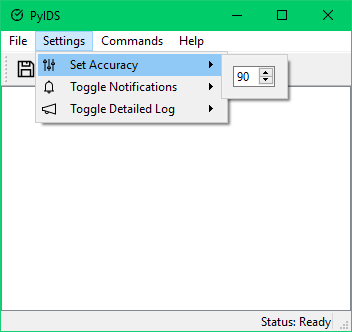 PyIDS
File Settings Commands Help
Set Accuracy
90
Toggle Notifications
Toggle Detailed Log
Status: Ready